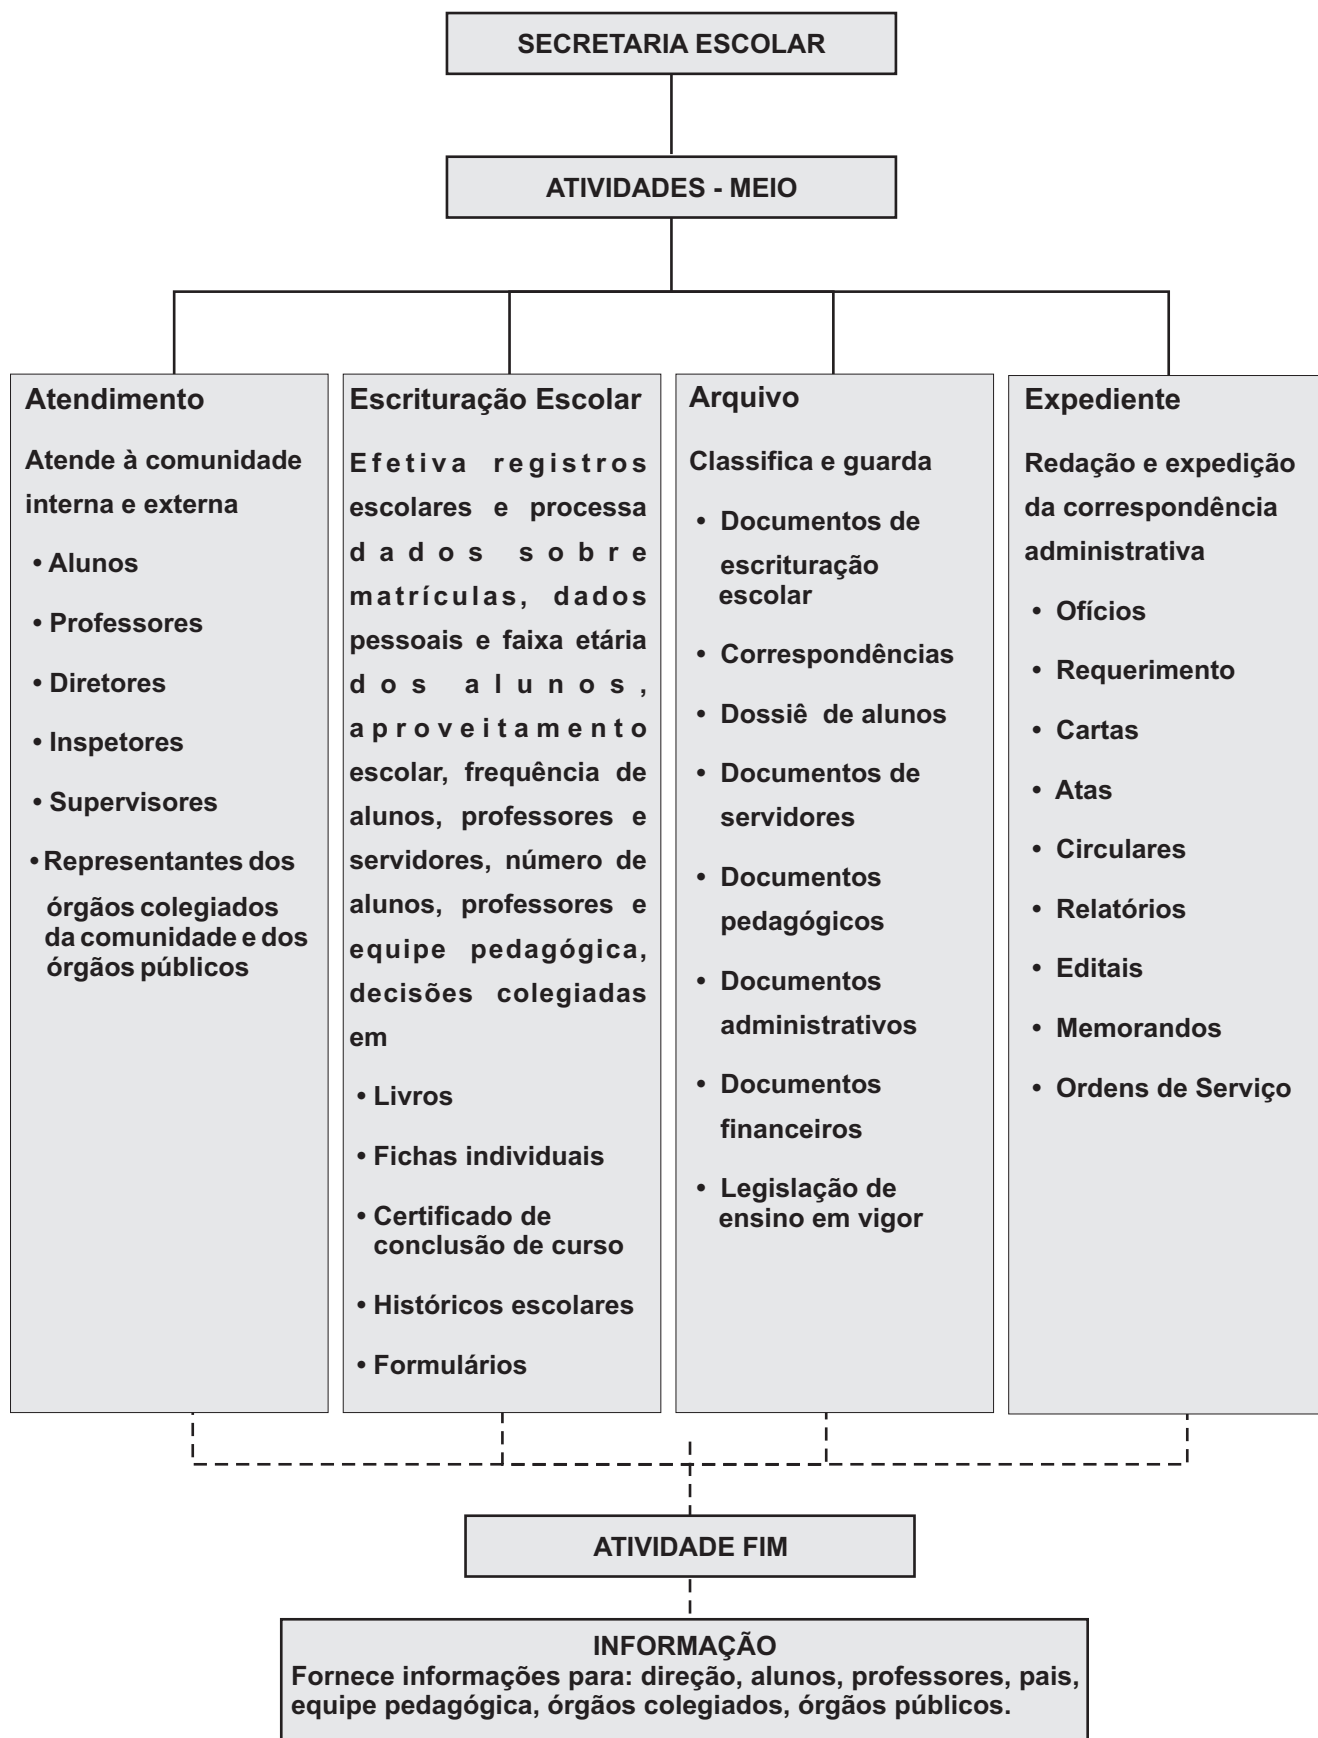 SECRETARIA ESCOLAR
ATIVIDADES - MEIO
Atendimento
Atende à comunidade
interna e externa
• Alunos
• Professores
• Diretores
• Inspetores
• Supervisores
• Representantes dos
órgãos colegiados
da comunidade e dos
órgãos públicos
Escrituração Escolar
Efetiva registros
escolares e processa
dados sobre
matrículas, dados
pessoais e faixa etária
dos alunos,
aproveitamento
escolar, frequência de
alunos, professores e
servidores, número de
alunos, professores e
equipe pedagógica,
decisões colegiadas
em
• Livros
• Fichas individuais
• Certificado de
conclusão de curso
• Históricos escolares
• Formulários
Arquivo
Classifica e guarda
• Documentos de
escrituração
escolar
• Correspondências
• Dossiê de alunos
• Documentos de
servidores
• Documentos
pedagógicos
• Documentos
administrativos
• Documentos
financeiros
• Legislação de
ensino em vigor
Expediente
Redação e expedição
da correspondência
administrativa
• Ofícios
• Requerimento
• Cartas
• Atas
• Circulares
• Relatórios
• Editais
• Memorandos
• Ordens de Serviço
ATIVIDADE FIM
INFORMAÇÃO
Fornece informações para: direção, alunos, professores, pais,
equipe pedagógica, órgãos colegiados, órgãos públicos.